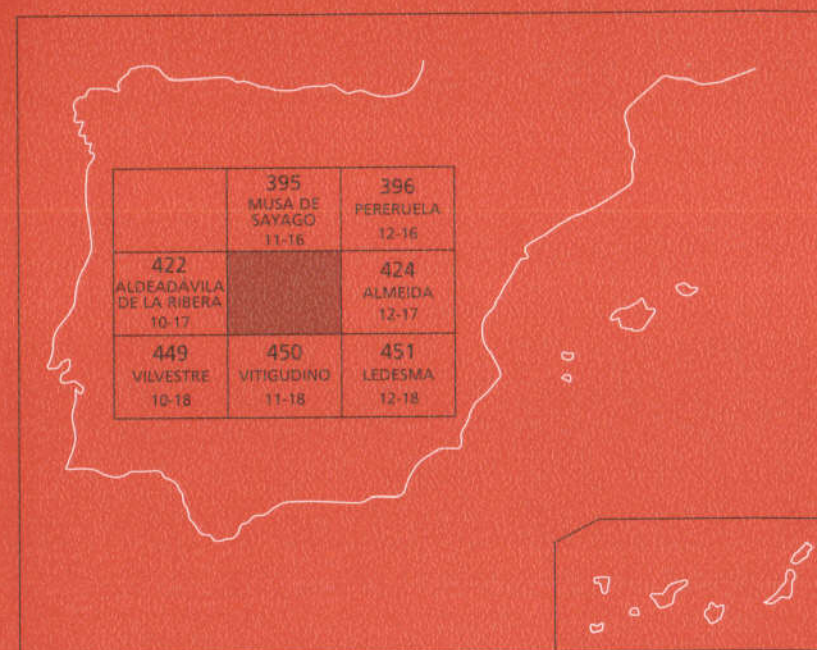 395
MUSA DE
SAYAGO
11-16
396
PERERUELA
12-16
422
ALDEADAVILA
DE LA RIBERA
10-17
424
ALMEIDA
12-17
449
VILVESTRE
10-18
450
VITIGUDINO
11-18
451
LEDESMA
12-18